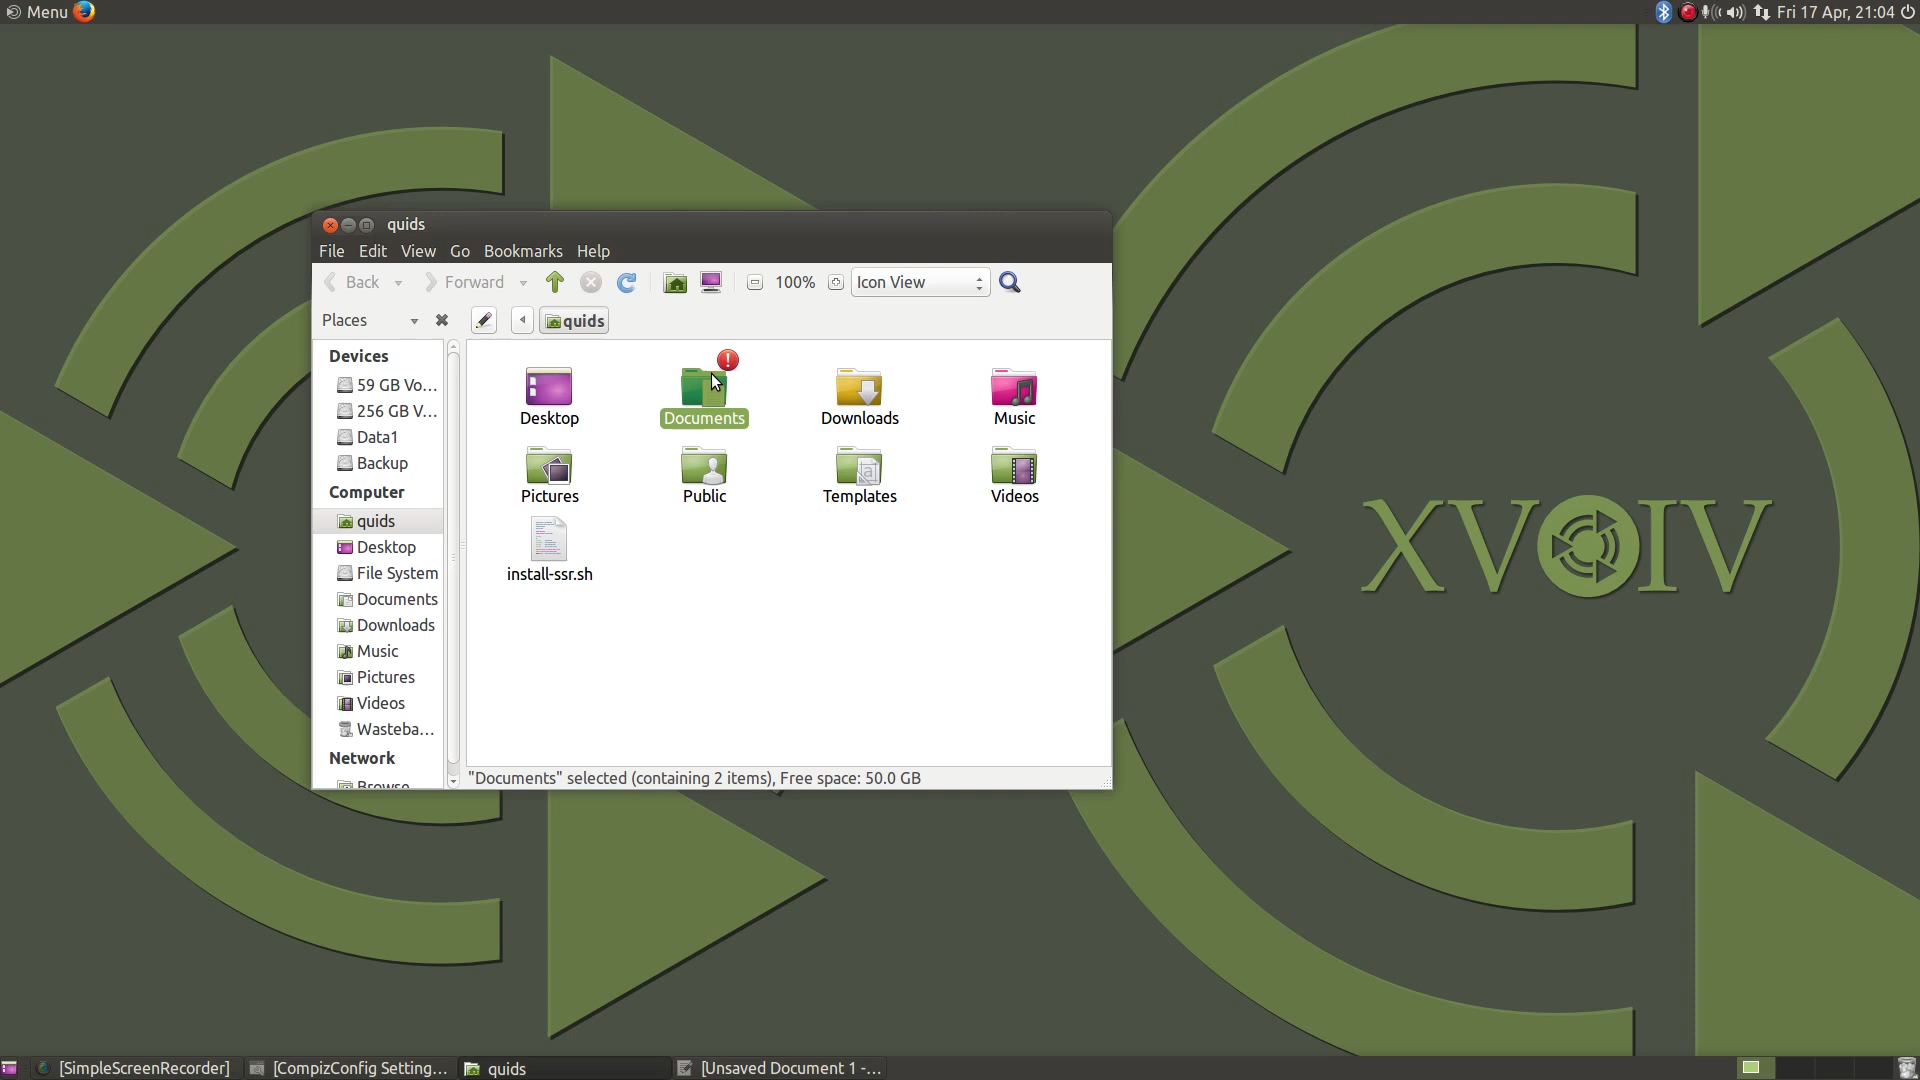 Menu
Fri 17 Apr, 21:04
quids
File Edit View Go Bookmarks Help
Back Forward 100% Icon View
Places quids
Devices
59 GB Vo...
256 GB V...
Data1
Backup
Computer
quids
Desktop
File System
Documents
Downloads
Music
Pictures
Videos
Wasteba...
Network
Browse
Desktop Documents Downloads Music
Pictures Public Templates Videos
install-ssr.sh
"Documents" selected (containing 2 items), Free space: 50.0 GB
XVIV
[SimpleScreenRecorder] [CompizConfig Setting... quids [Unsaved Document 1 -...